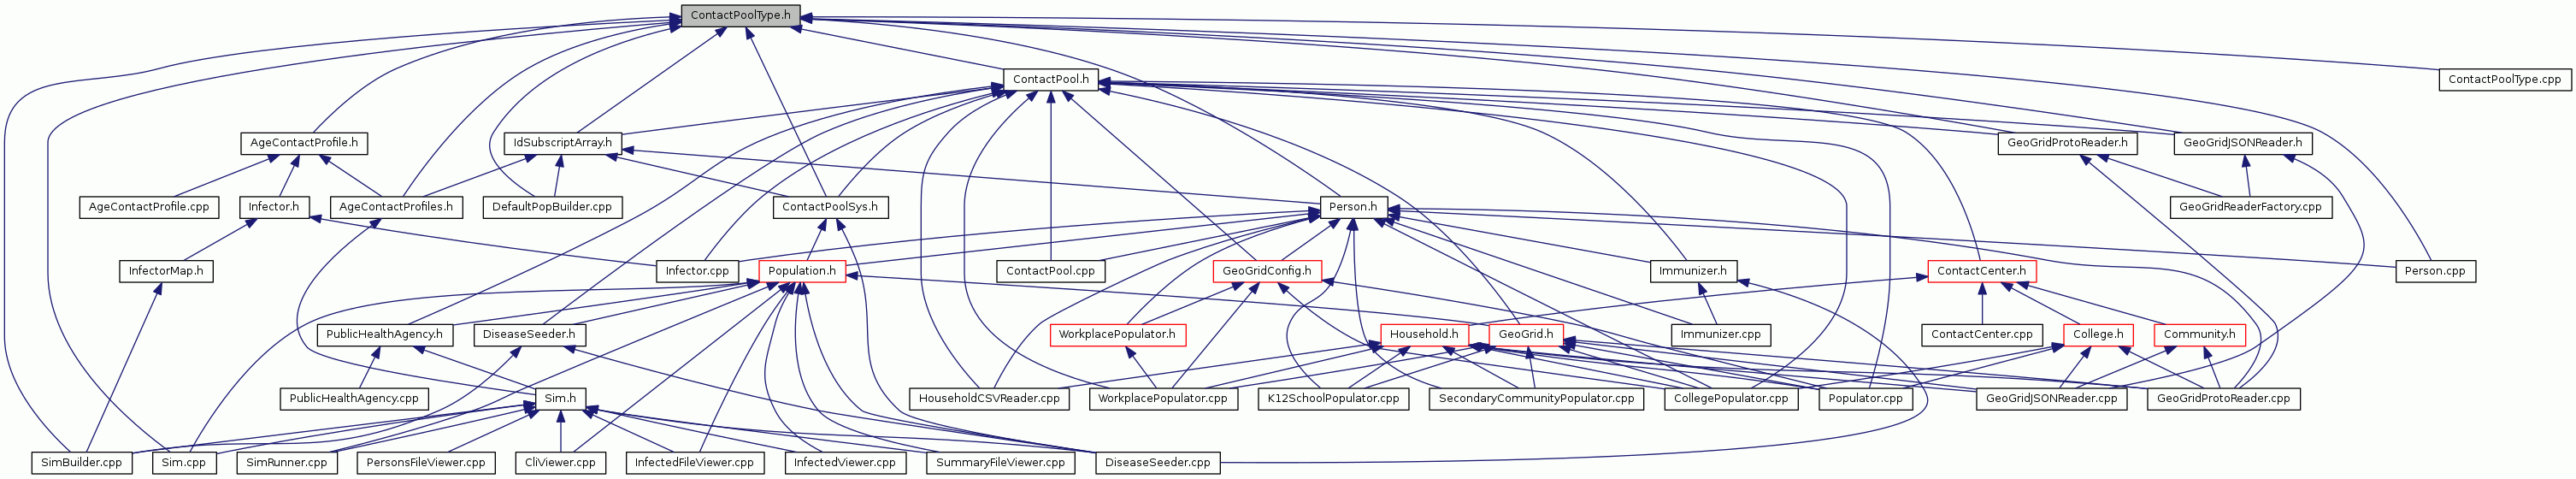 ContactPoolType.h
ContactPool.h
ContactPoolType.cpp
AgeContactProfile.h
IdSubscriptArray.h
GeoGridProtoReader.h
GeoGridJSONReader.h
AgeContactProfile.cpp
Infector.h
AgeContactProfiles.h
DefaultPopBuilder.cpp
ContactPoolSys.h
Person.h
GeoGridReaderFactory.cpp
InfectorMap.h
Infector.cpp
Population.h
ContactPool.cpp
GeoGridConfig.h
Immunizer.h
ContactCenter.h
Person.cpp
PublicHealthAgency.h
DiseaseSeeder.h
WorkplacePopulator.h
Household.h
GeoGrid.h
Immunizer.cpp
ContactCenter.cpp
College.h
Community.h
PublicHealthAgency.cpp
Sim.h
HouseholdCSVReader.cpp
WorkplacePopulator.cpp
K12SchoolPopulator.cpp
SecondaryCommunityPopulator.cpp
CollegePopulator.cpp
Populator.cpp
GeoGridJSONReader.cpp
GeoGridProtoReader.cpp
SimBuilder.cpp
Sim.cpp
SimRunner.cpp
PersonsFileViewer.cpp
CliViewer.cpp
InfectedFileViewer.cpp
InfectedViewer.cpp
SummaryFileViewer.cpp
DiseaseSeeder.cpp